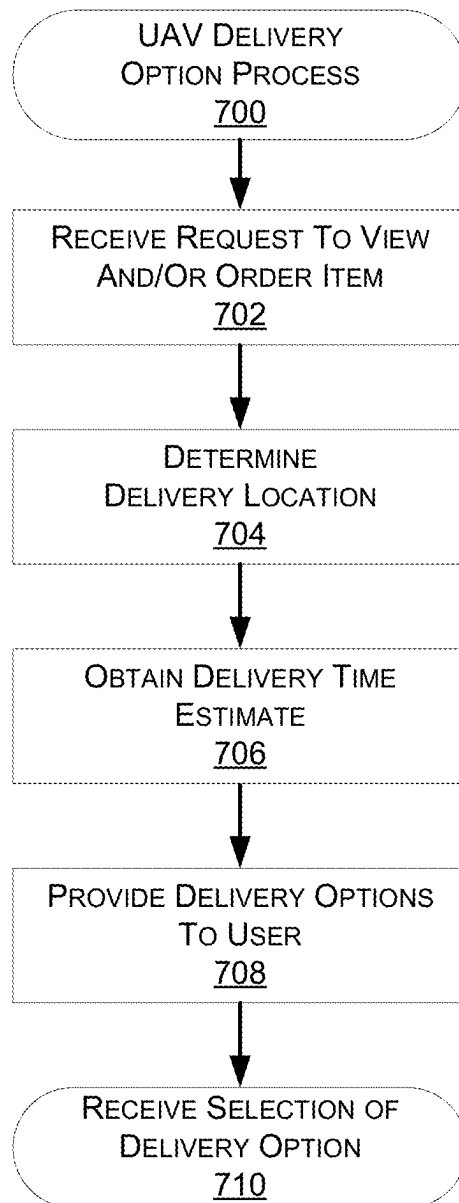 UAV DELIVERY
OPTION PROCESS
700
RECEIVE REQUEST TO VIEW
AND/OR ORDER ITEM
702
DETERMINE
DELIVERY LOCATION
704
OBTAIN DELIVERY TIME
ESTIMATE
706
PROVIDE DELIVERY OPTIONS
TO USER
708
RECEIVE SELECTION OF
DELIVERY OPTION
710